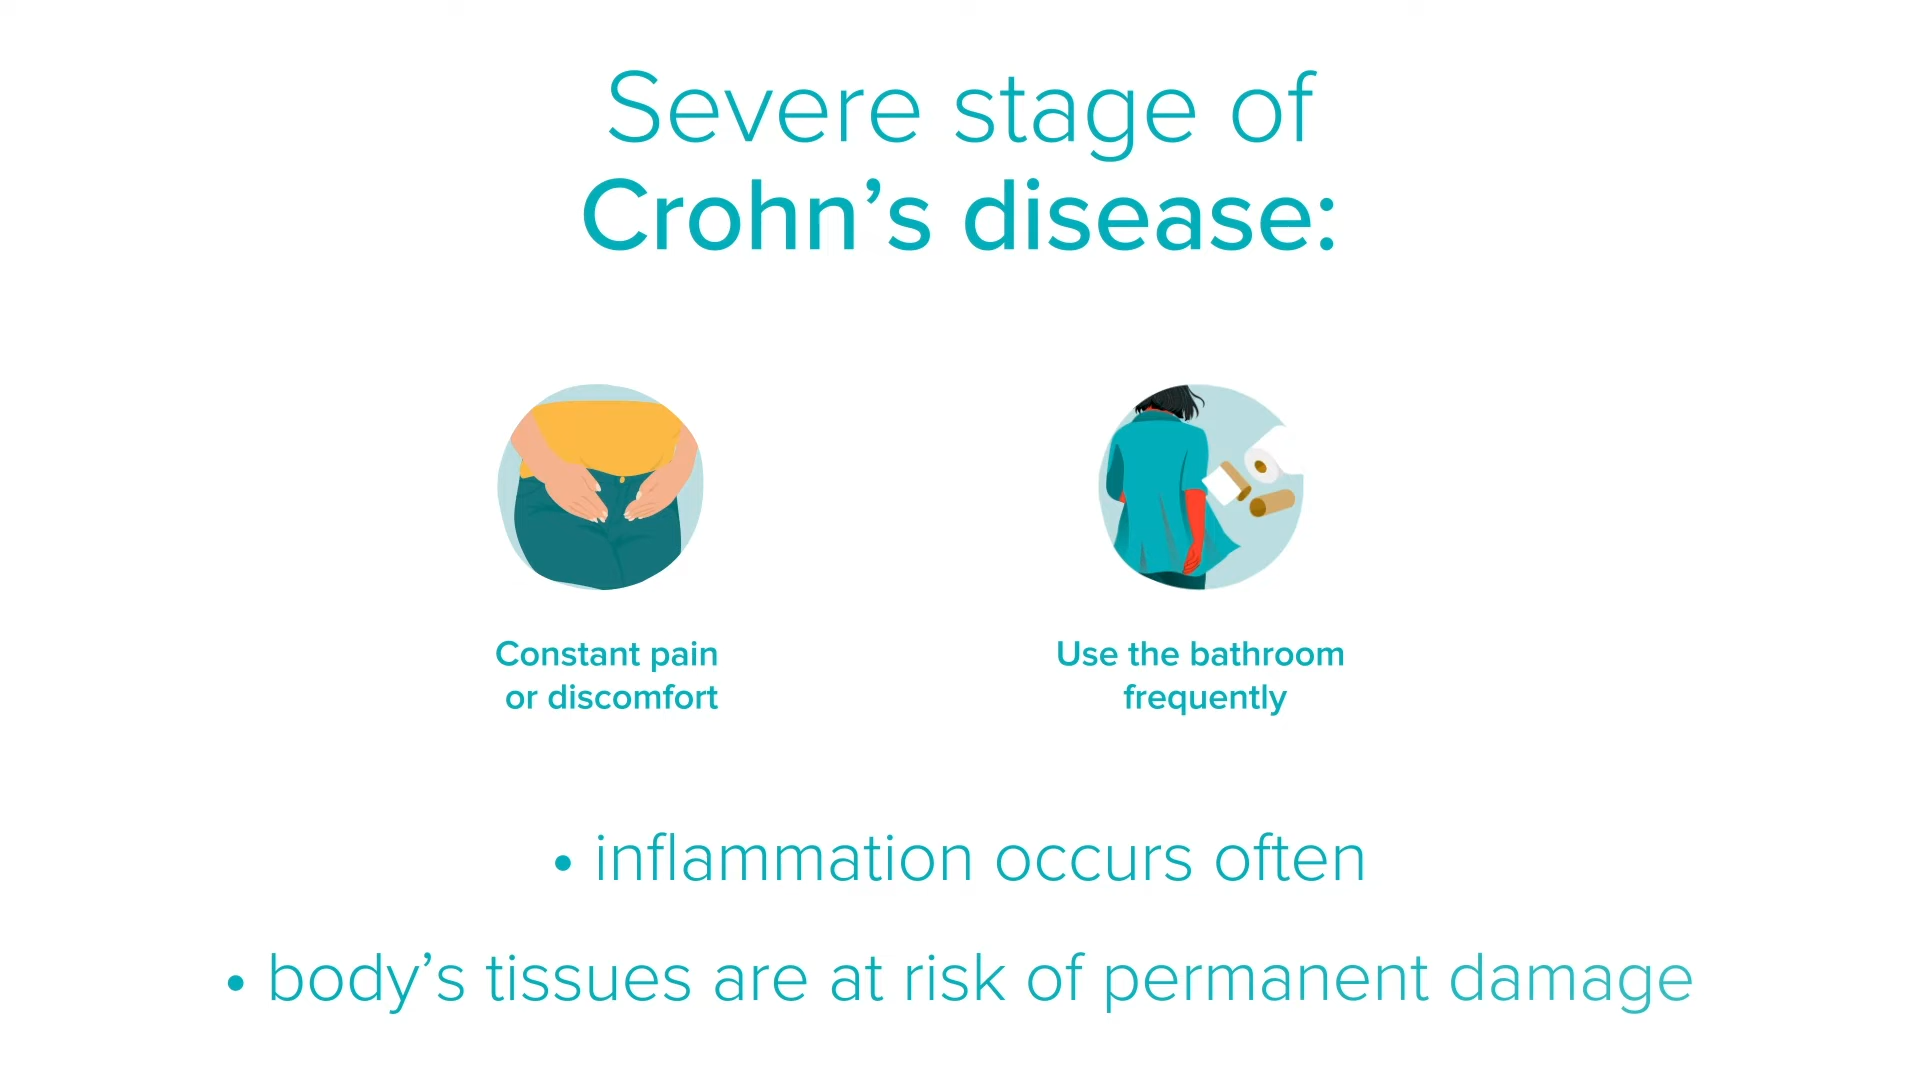 Severe stage of
Crohn’s disease:
Constant pain
or discomfort
Use the bathroom
frequently
• inflammation occurs often
• body’s tissues are at risk of permanent damage